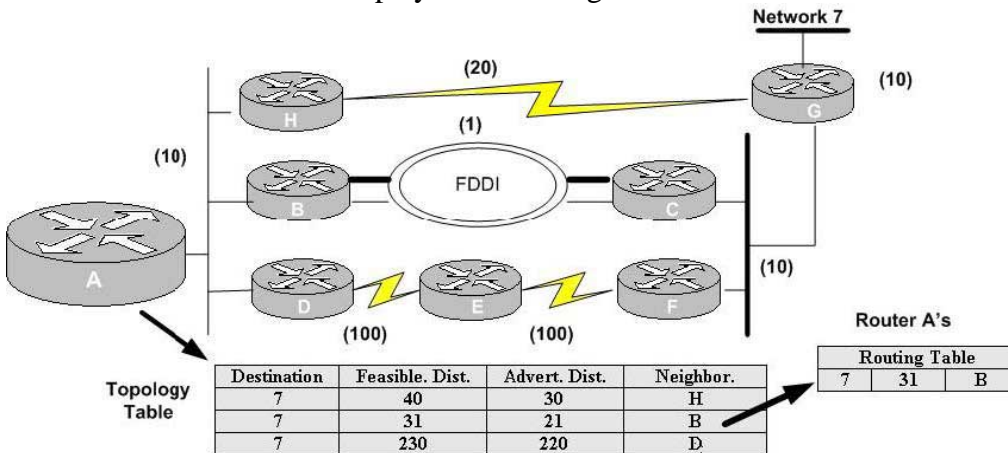 Network 7
(20)
(10)
H
G
(1)
(10)
B
FDDI
C
A
(10)
D
E
F
(100)
(100)
Router A's
Routing Table
7 31 B
Topology
Table
Destination Feasible. Dist. Advert. Dist. Neighbor.
7 40 30 H
7 31 21 B
7 230 220 D